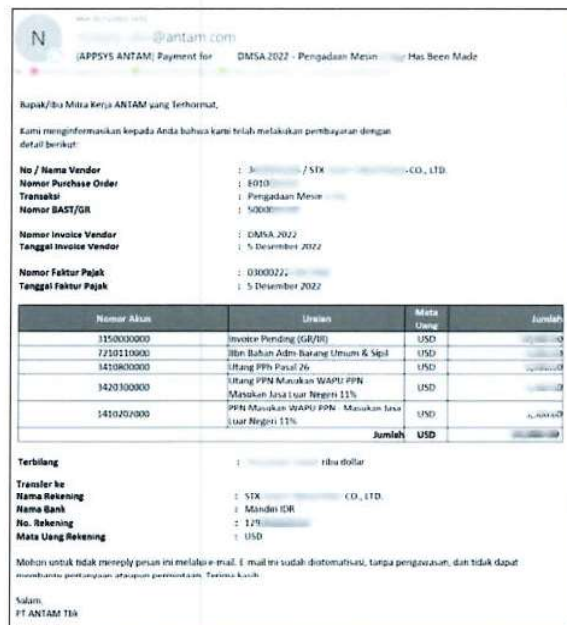 N
@antam.com
(APPSYS ANTAM) Payment for DMSA.2022 - Pengadaan Mesin Has Been Made
Bapak/Ibu Mitra Kerja ANTAM yang Terhormat,
Kami menginformasikan kepada Anda bahwa kami telah melakukan pembayaran dengan
detail berikut:
No / Nama Vendor : / STX CO., LTD.
Nomor Purchase Order : E010
Transaksi : Pengadaan Mesin
Nomor BAST/GR : 5000
Nomor Invoice Vendor : DMSA.2022
Tanggal Invoice Vendor : 5 Desember 2022
Nomor Faktur Pajak : 0300022
Tanggal Faktur Pajak : 5 Desember 2022
Nomor Akun Uraian Mata Uang Jumlah
3150000000 Invoice Pending (GR/IR) USD
7210110000 Bbn Bahan Adm-Barang Umum & Sipil USD
3410800000 Utang PPh Pasal 26 USD
3420300000 Utang PPN Masukan WAPU PPN USD
Masukan Jasa Luar Negeri 11%
1410202000 PPN Masukan WAPU PPN - Masukan Jasa USD
Luar Negeri 11%
Jumlah USD
Terbilang : ribu dollar
Transfer ke
Nama Rekening : STX CO., LTD.
Nama Bank : Mandiri IDR
No. Rekening : 129
Mata Uang Rekening : USD
Mohon untuk tidak mereply pesan ini melalui e-mail. E-mail ini sudah diotomatisasi, tanpa pengawasan, dan tidak dapat
membantu pertanyaan ataupun permintaan. Terima kasih
Salam,
PT ANTAM Tbk